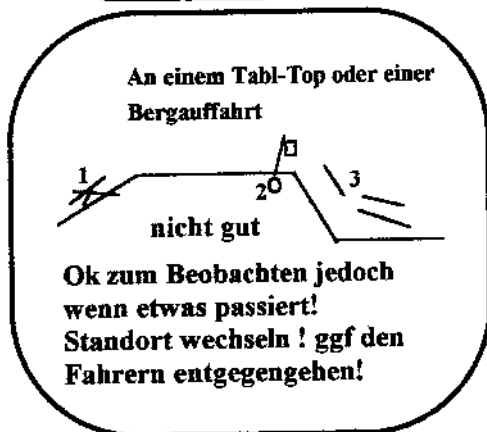 An einem Tabl-Top oder einer
Bergauffahrt
1
2
3
nicht gut
Ok zum Beobachten jedoch
wenn etwas passiert!
Standort wechseln ! ggf den
Fahrern entgegengehen!